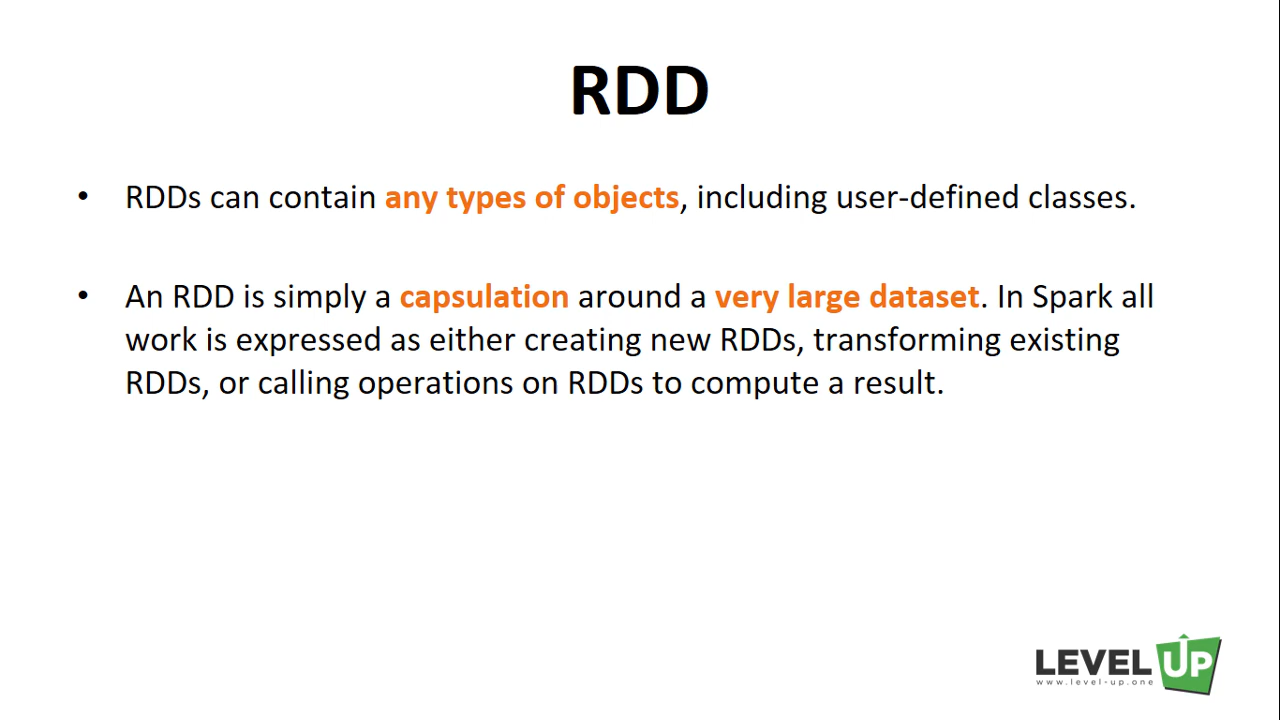 RDD
• RDDs can contain any types of objects, including user-defined classes.
• An RDD is simply a capsulation around a very large dataset. In Spark all
work is expressed as either creating new RDDs, transforming existing
RDDs, or calling operations on RDDs to compute a result.
LEVEL UP
www.level-up.one